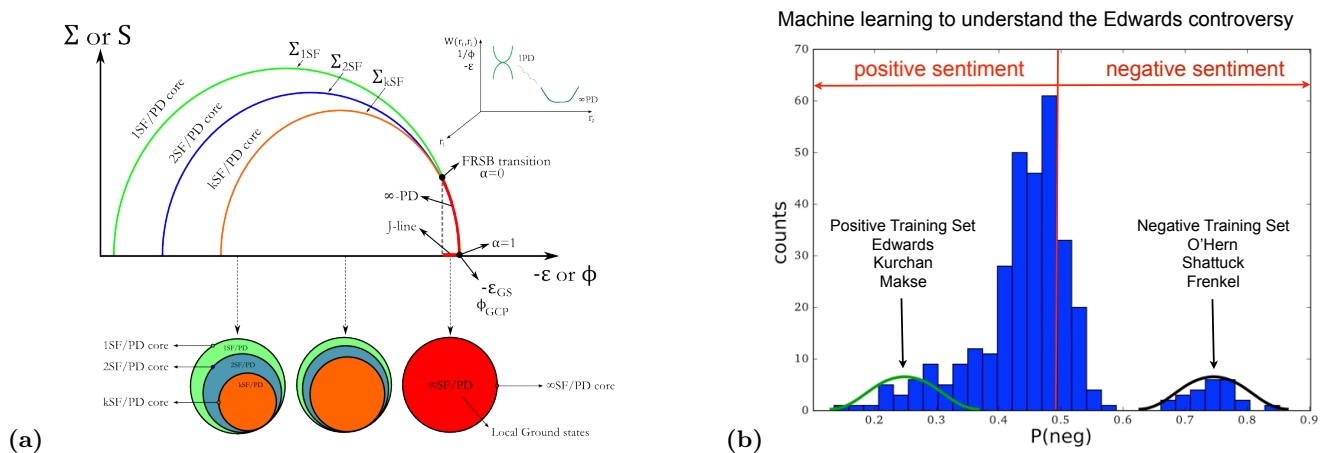 Σ or S
Σ1SF
Σ2SF
ΣkSF
1SF/PD core
2SF/PD core
kSF/PD core
W(r₁,r₂)
1/ϕ
-ε
1PD
∞PD
r₂
r₁
FRSB transition
α=0
∞-PD
J-line
α=1
-ε or ϕ
-εGS
ϕGCP
1SF/PD core
2SF/PD core
kSF/PD core
1SF/PD
2SF/PD
kSF/PD
∞SF/PD
∞SF/PD core
Local Ground states
(a)
Machine learning to understand the Edwards controversy
positive sentiment
negative sentiment
70
60
50
40
30
20
10
0
counts
Positive Training Set
Edwards
Kurchan
Makse
Negative Training Set
O'Hern
Shattuck
Frenkel
0.2 0.3 0.4 0.5 0.6 0.7 0.8 0.9
P(neg)
(b)